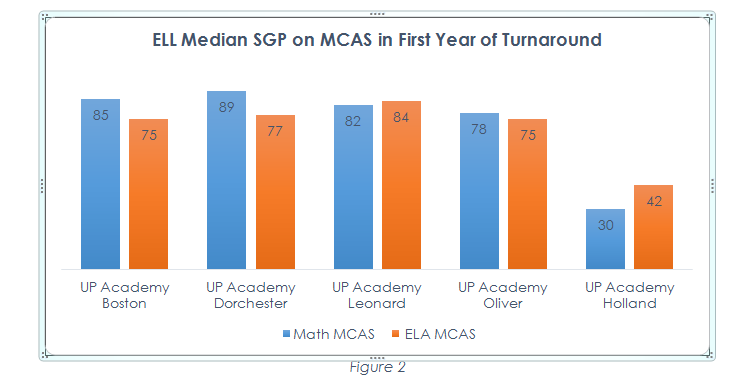 ELL Median SGP on MCAS in First Year of Turnaround
85
75
89
77
82
84
78
75
30
42
UP Academy
Boston
UP Academy
Dorchester
UP Academy
Leonard
UP Academy
Oliver
UP Academy
Holland
Math MCAS
ELA MCAS
Figure 2